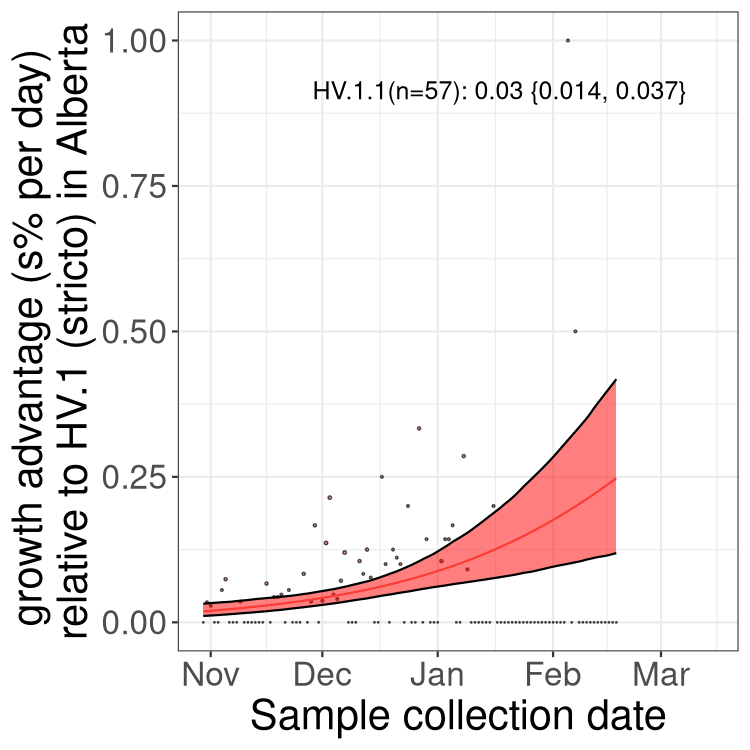 growth advantage (s% per day)
relative to HV.1 (stricto) in Alberta
1.00
0.75
0.50
0.25
0.00
HV.1.1(n=57): 0.03 {0.014, 0.037}
Nov Dec Jan Feb Mar
Sample collection date